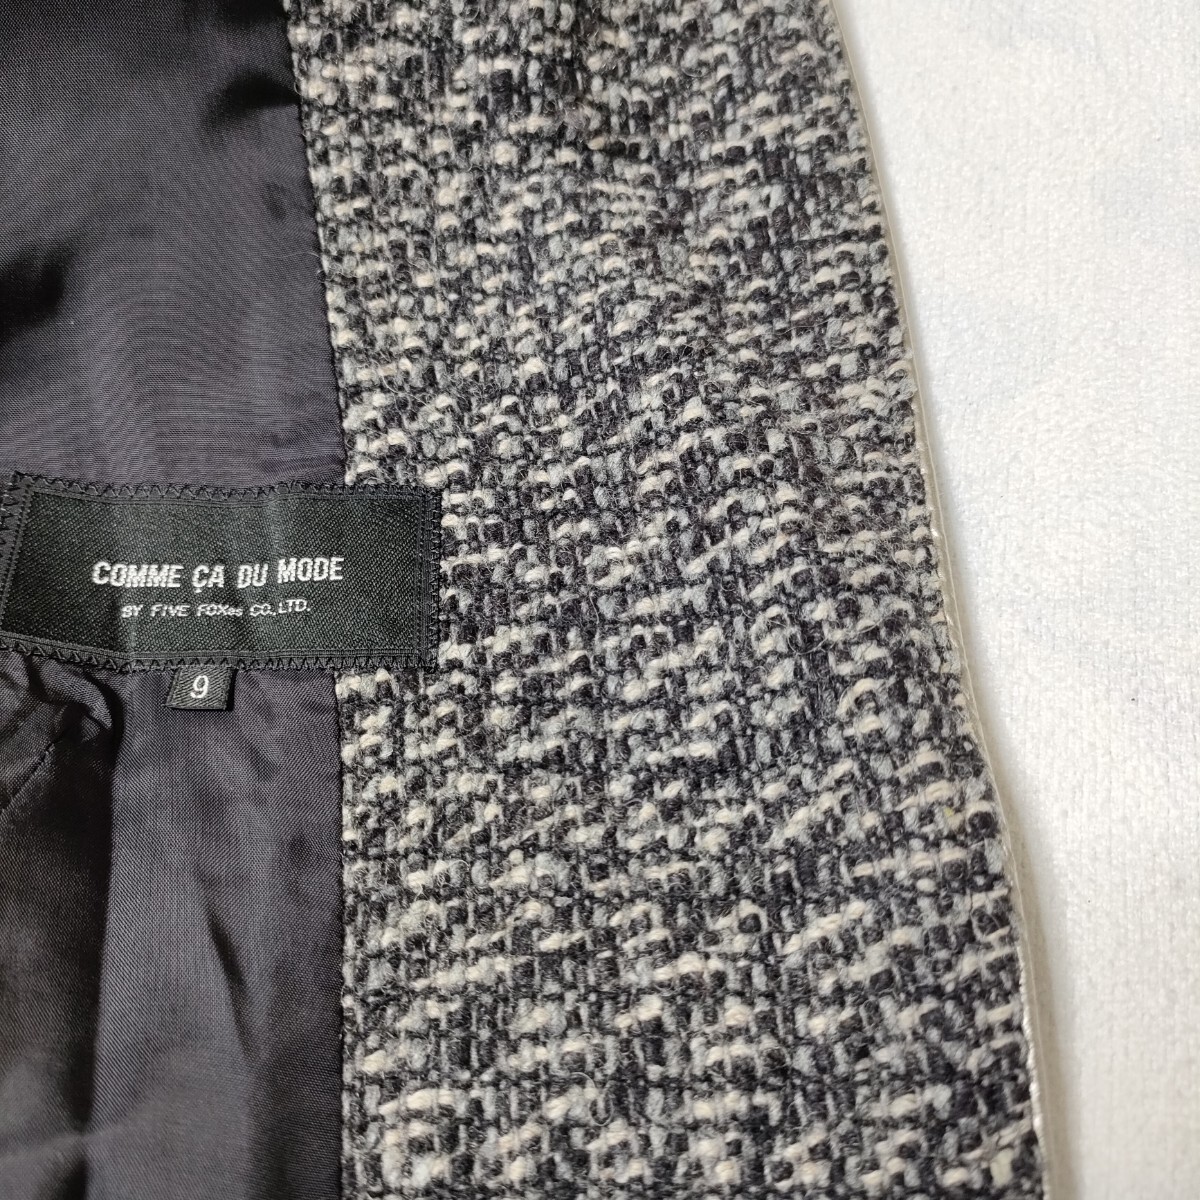 COMME ÇA DU MODE
BY FIVE FOXes CO.,LTD.
9